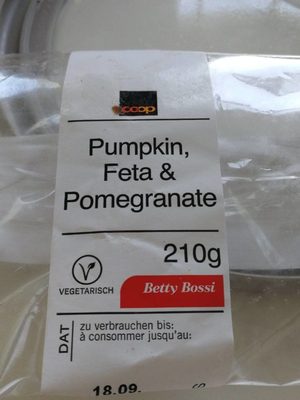 coop
Pumpkin,
Feta &
Pomegranate
210g
VEGETARISCH
Betty Bossi
DAT
zu verbrauchen bis:
à consommer jusqu'au:
18.09.